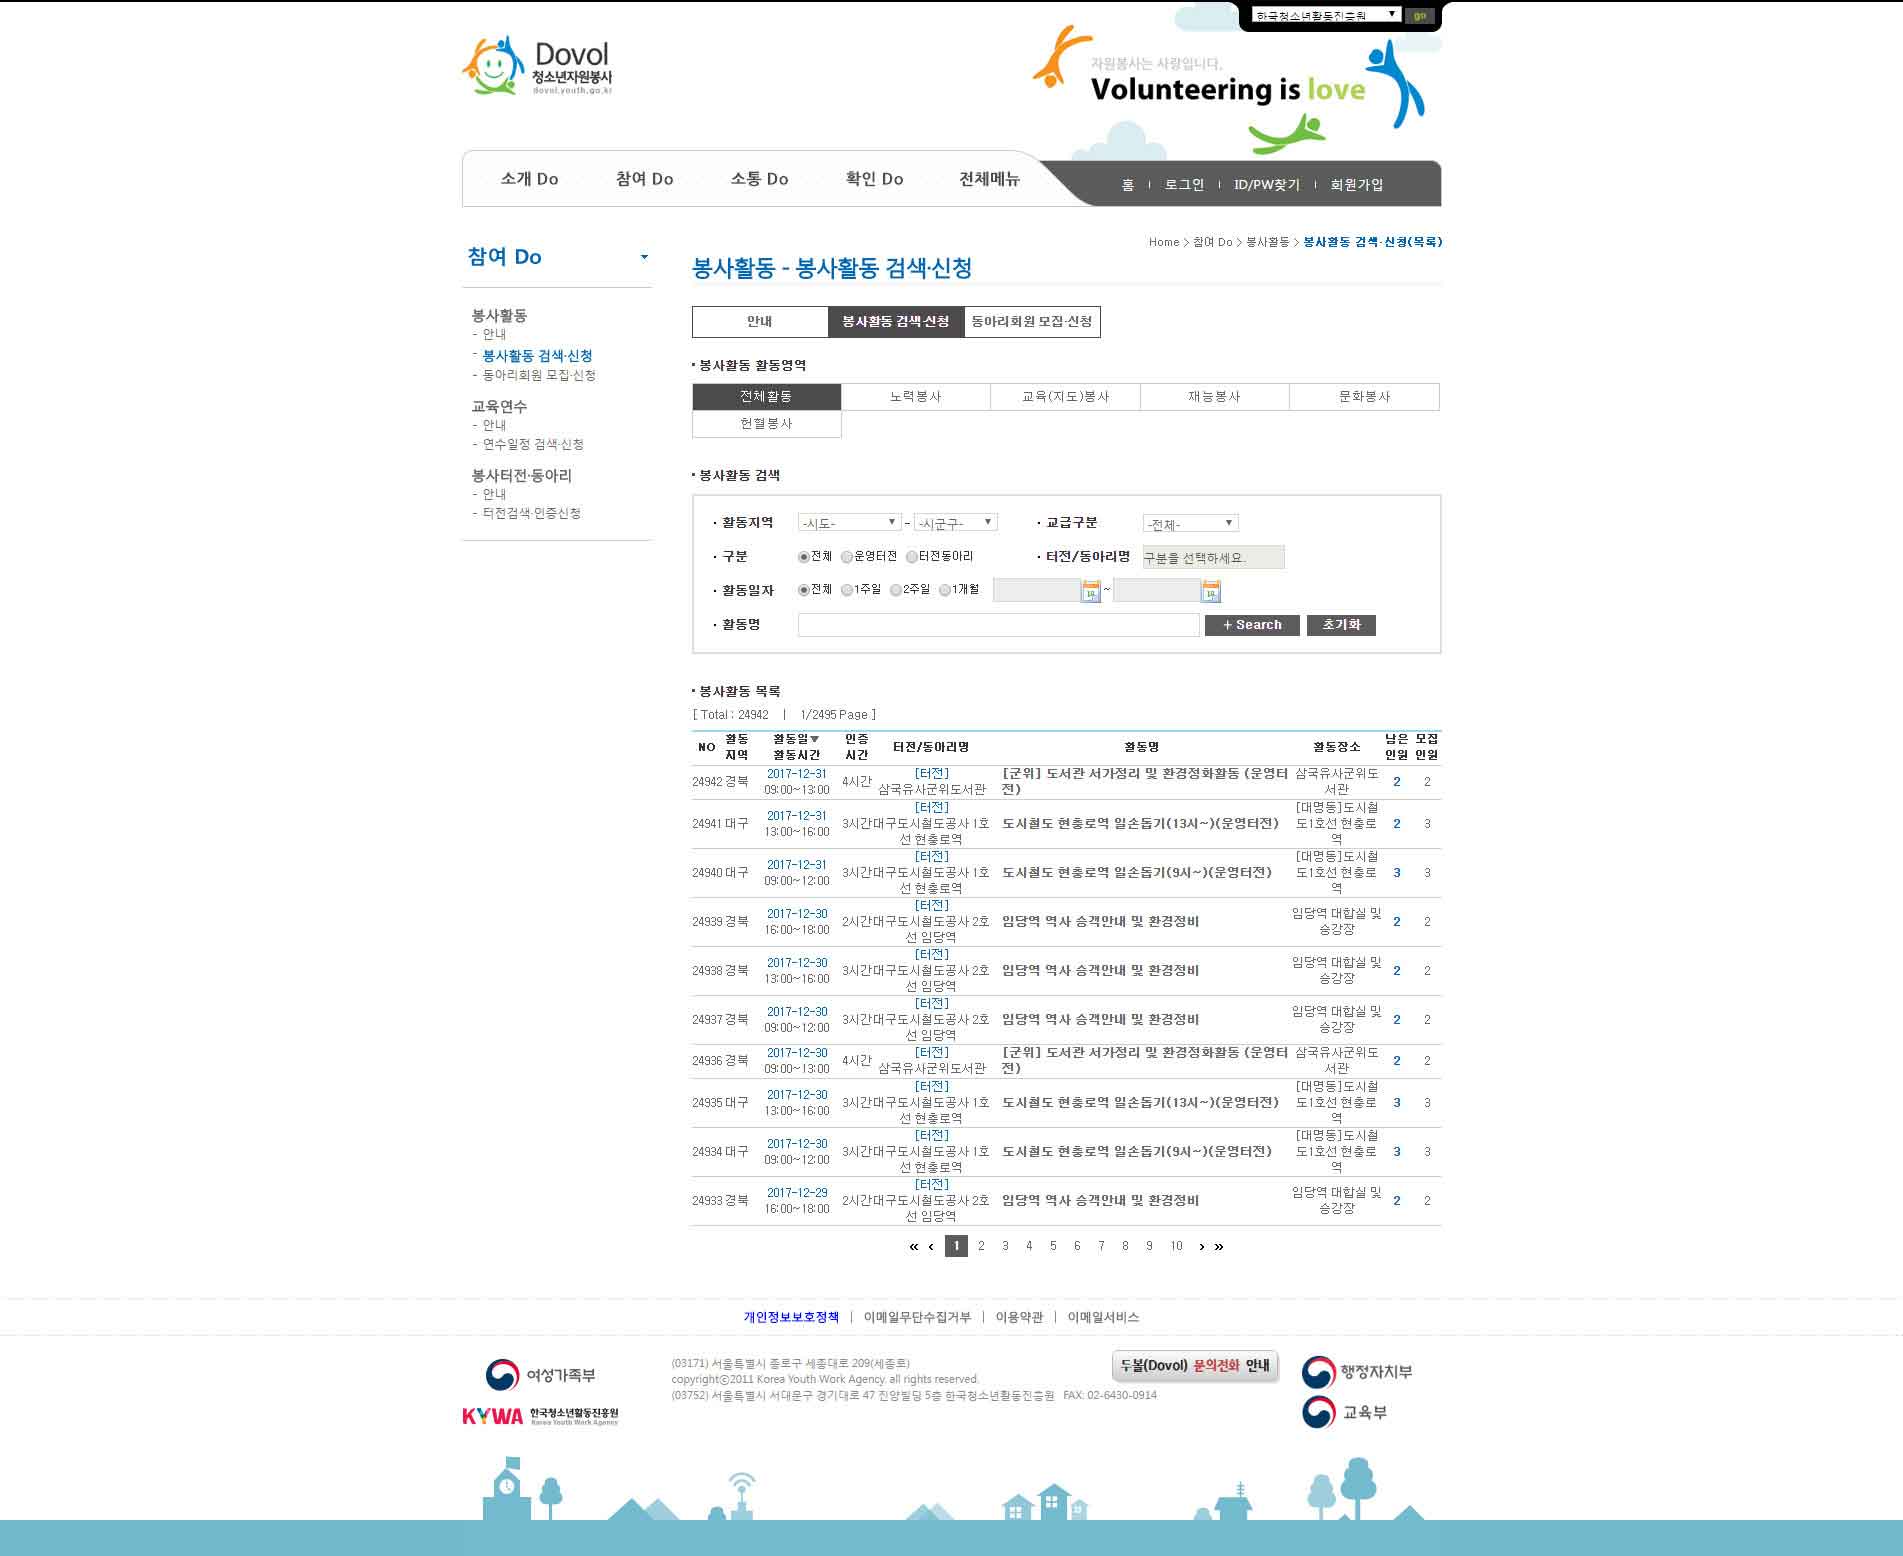 한국청소년활동진흥원
go
Dovol
청소년자원봉사
dovol.youth.go.kr
자원봉사는 사랑입니다.
Volunteering is love
소개 Do 참여 Do 소통 Do 확인 Do 전체메뉴
홈 로그인 ID/PW찾기 회원가입
Home > 참여 Do > 봉사활동 > 봉사활동 검색·신청(목록)
참여 Do
봉사활동
- 안내
- 봉사활동 검색·신청
- 동아리회원 모집·신청
교육연수
- 안내
- 연수일정 검색·신청
봉사터전·동아리
- 안내
- 터전검색·인증신청
봉사활동 - 봉사활동 검색·신청
안내 봉사활동 검색·신청 동아리회원 모집·신청
봉사활동 활동영역
전체활동 노력봉사 교육(지도)봉사 재능봉사 문화봉사
헌혈봉사
봉사활동 검색
활동지역 -시도- - -시군구- 교급구분 -전체-
구분 전체 운영터전 터전동아리 터전/동아리명 구분을 선택하세요.
활동일자 전체 1주일 2주일 1개월 ~
활동명 + Search 초기화
봉사활동 목록
[ Total : 24942 | 1/2495 Page ]
NO 활동지역 활동일▼활동시간 인증시간 터전/동아리명 활동명 활동장소 남은인원 모집인원
24942 경북 2017-12-31 09:00~13:00 4시간 [터전] 삼국유사군위도서관 [군위] 도서관 서가정리 및 환경정화활동 (운영터전) 삼국유사군위도서관 2 2
24941 대구 2017-12-31 13:00~16:00 3시간 [터전] 대구도시철도공사 1호선 현충로역 도시철도 현충로역 일손돕기(13시~)(운영터전) [대명동]도시철도1호선 현충로역 2 3
24940 대구 2017-12-31 09:00~12:00 3시간 [터전] 대구도시철도공사 1호선 현충로역 도시철도 현충로역 일손돕기(9시~)(운영터전) [대명동]도시철도1호선 현충로역 3 3
24939 경북 2017-12-30 16:00~18:00 2시간 [터전] 대구도시철도공사 2호선 임당역 임당역 역사 승객안내 및 환경정비 임당역 대합실 및 승강장 2 2
24938 경북 2017-12-30 13:00~16:00 3시간 [터전] 대구도시철도공사 2호선 임당역 임당역 역사 승객안내 및 환경정비 임당역 대합실 및 승강장 2 2
24937 경북 2017-12-30 09:00~12:00 3시간 [터전] 대구도시철도공사 2호선 임당역 임당역 역사 승객안내 및 환경정비 임당역 대합실 및 승강장 2 2
24936 경북 2017-12-30 09:00~13:00 4시간 [터전] 삼국유사군위도서관 [군위] 도서관 서가정리 및 환경정화활동 (운영터전) 삼국유사군위도서관 2 2
24935 대구 2017-12-30 13:00~16:00 3시간 [터전] 대구도시철도공사 1호선 현충로역 도시철도 현충로역 일손돕기(13시~)(운영터전) [대명동]도시철도1호선 현충로역 3 3
24934 대구 2017-12-30 09:00~12:00 3시간 [터전] 대구도시철도공사 1호선 현충로역 도시철도 현충로역 일손돕기(9시~)(운영터전) [대명동]도시철도1호선 현충로역 3 3
24933 경북 2017-12-29 16:00~18:00 2시간 [터전] 대구도시철도공사 2호선 임당역 임당역 역사 승객안내 및 환경정비 임당역 대합실 및 승강장 2 2
« ‹ 1 2 3 4 5 6 7 8 9 10 › »
개인정보보호정책 | 이메일무단수집거부 | 이용약관 | 이메일서비스
여성가족부
KYWA 한국청소년활동진흥원
Korea Youth Work Agency
(03171) 서울특별시 종로구 세종대로 209(세종로)
copyrightⓒ2011 Korea Youth Work Agency. all rights reserved.
(03752) 서울특별시 서대문구 경기대로 47 진양빌딩 5층 한국청소년활동진흥원 FAX: 02-6430-0914
두볼(Dovol) 문의전화 안내
행정자치부
교육부